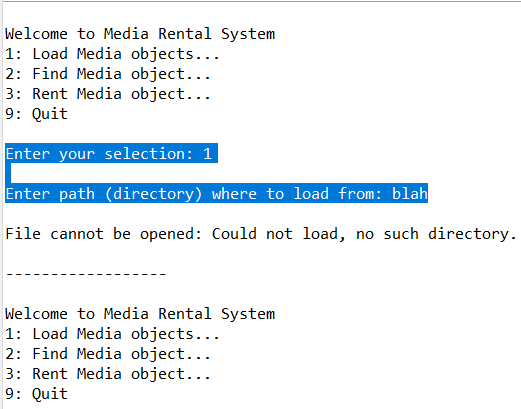 Welcome to Media Rental System
1: Load Media objects...
2: Find Media object...
3: Rent Media object...
9: Quit
Enter your selection: 1
Enter path (directory) where to load from: blah
File cannot be opened: Could not load, no such directory.
------------------
Welcome to Media Rental System
1: Load Media objects...
2: Find Media object...
3: Rent Media object...
9: Quit